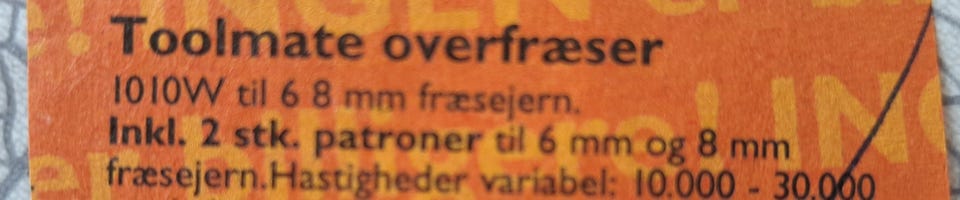 Toolmate overfræser
1010W til 6 8 mm fræsejern.
Inkl. 2 stk. patroner til 6 mm og 8 mm
fræsejern.Hastigheder variabel: 10.000 - 30.000